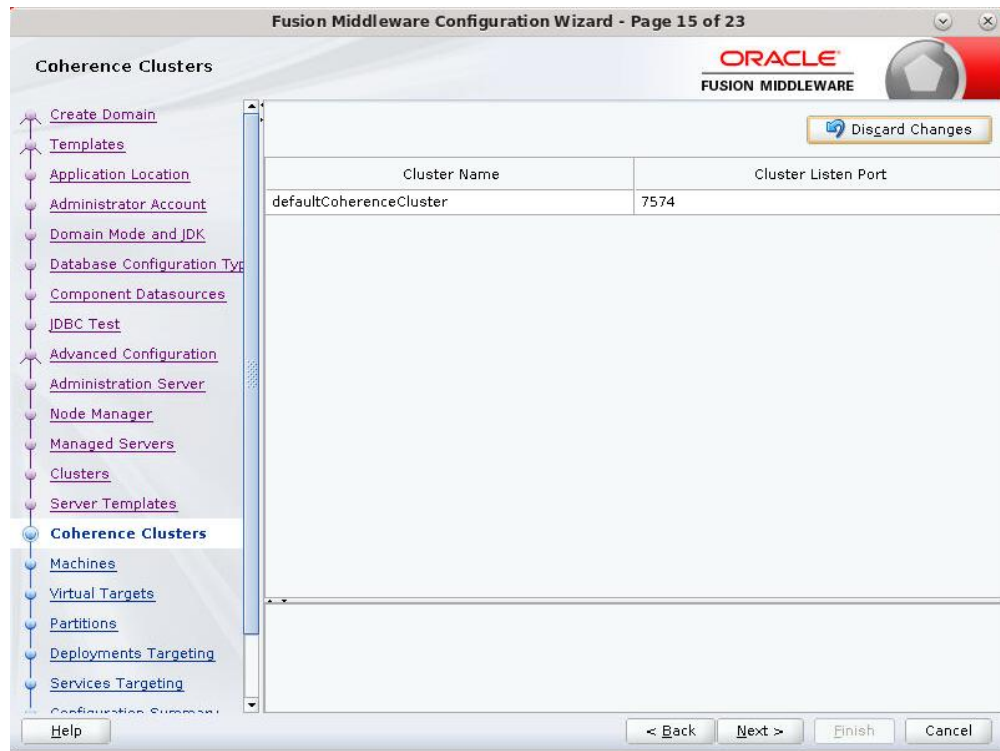 Fusion Middleware Configuration Wizard - Page 15 of 23
Coherence Clusters
ORACLE
FUSION MIDDLEWARE
Create Domain
Templates
Application Location
Administrator Account
Domain Mode and JDK
Database Configuration Typ
Component Datasources
JDBC Test
Advanced Configuration
Administration Server
Node Manager
Managed Servers
Clusters
Server Templates
Coherence Clusters
Machines
Virtual Targets
Partitions
Deployments Targeting
Services Targeting
Configuration Summary
Discard Changes
Cluster Name Cluster Listen Port
defaultCoherenceCluster 7574
Help < Back Next > Finish Cancel